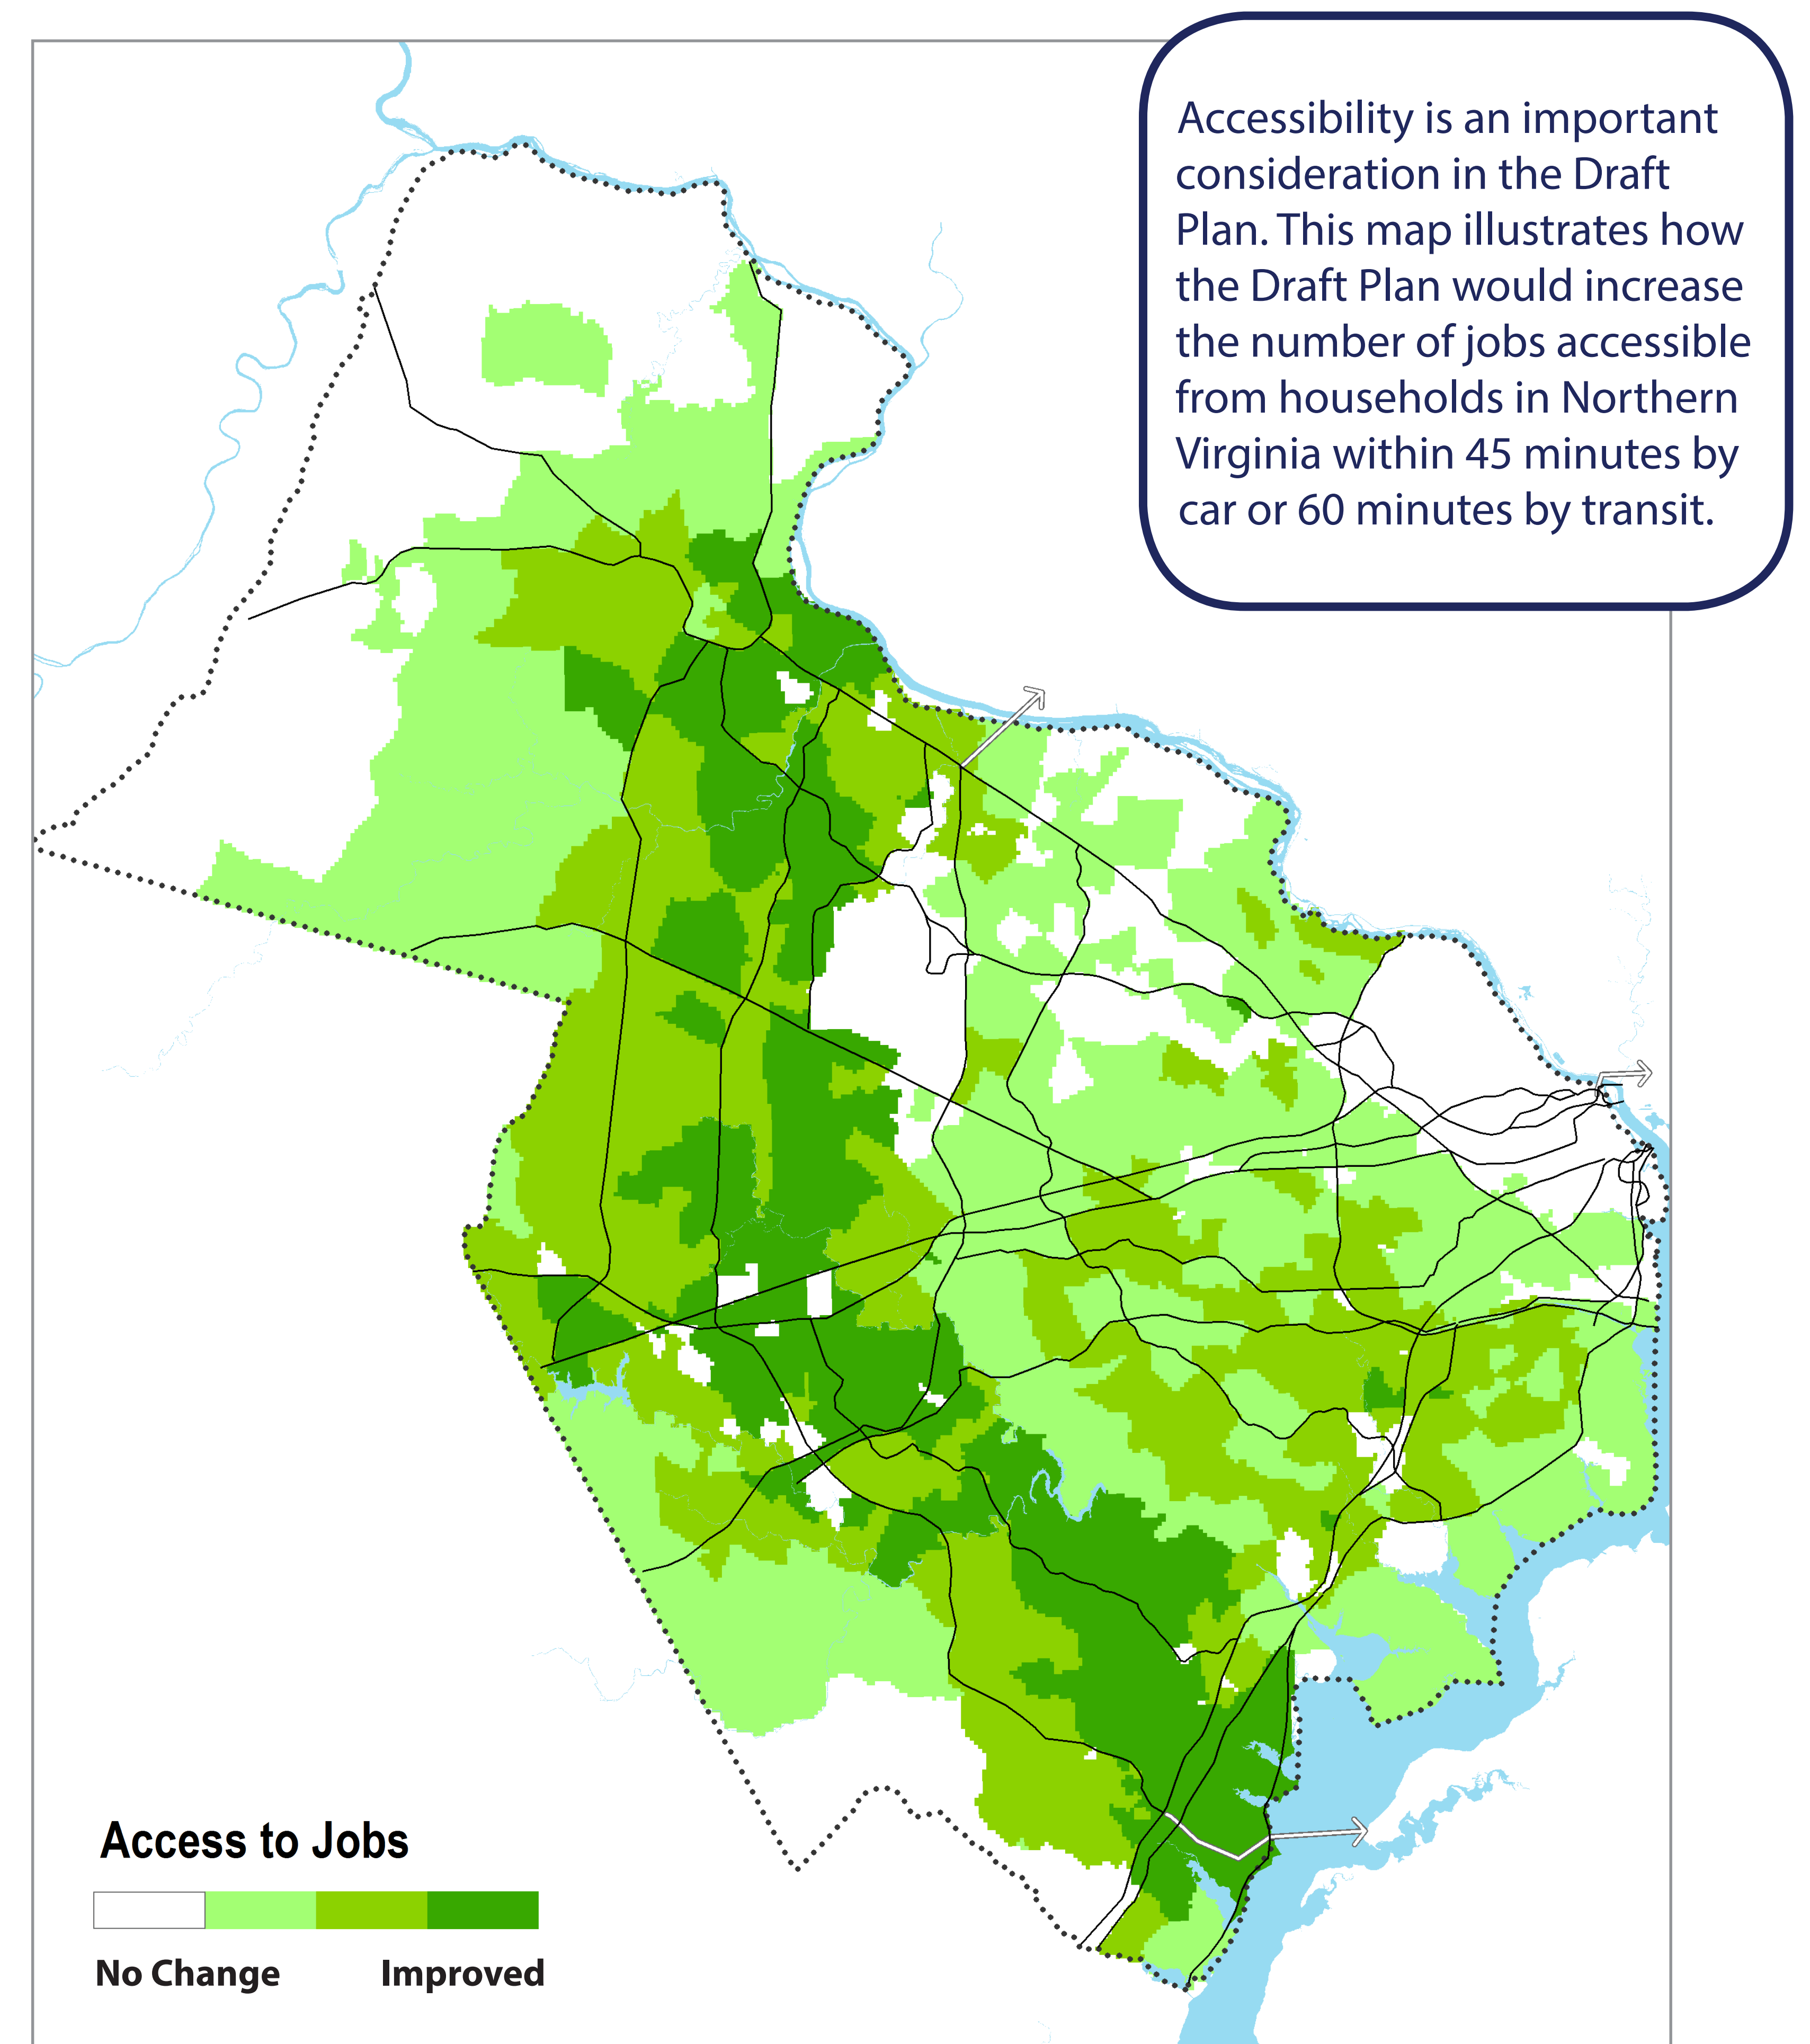 Accessibility is an important
consideration in the Draft
Plan. This map illustrates how
the Draft Plan would increase
the number of jobs accessible
from households in Northern
Virginia within 45 minutes by
car or 60 minutes by transit.
Access to Jobs
No Change Improved